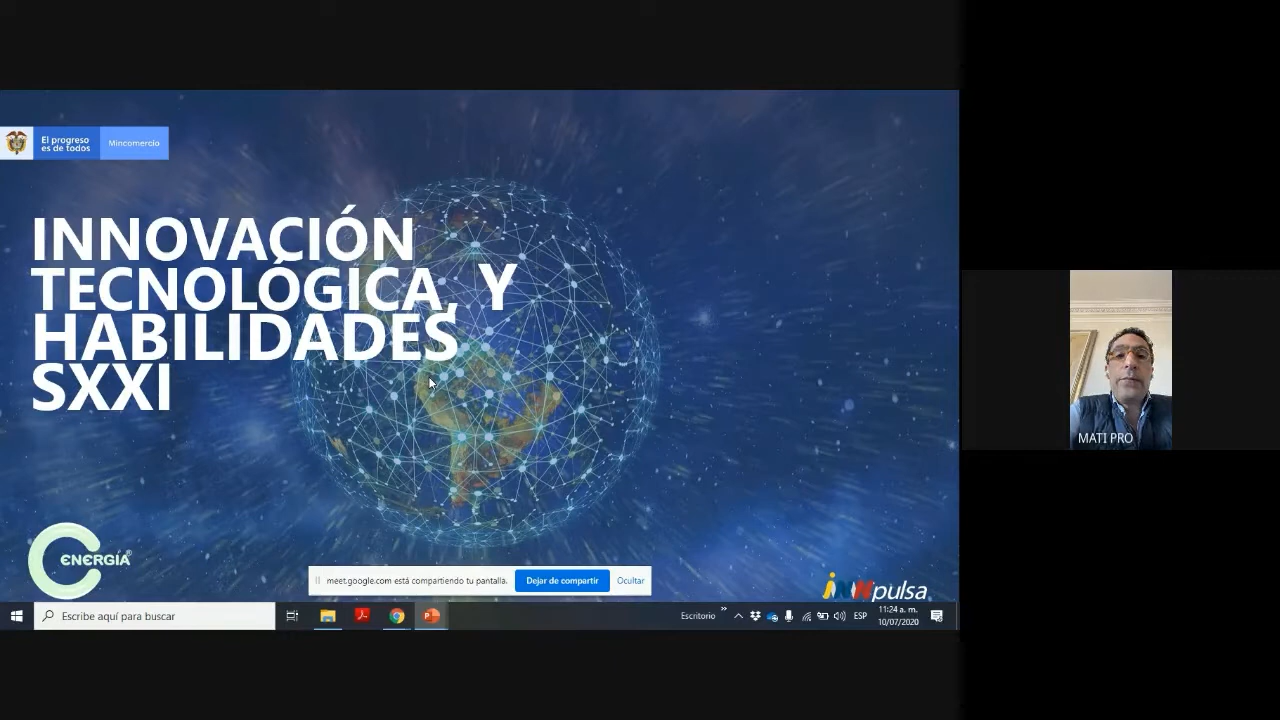 El progreso
es de todos
Mincomercio
INNOVACIÓN
TECNOLÓGICA, Y
HABILIDADES
SXXI
C
ENERGÍA®
meet.google.com está compartiendo tu pantalla.
Dejar de compartir
Ocultar
iNNpulsa
Escribe aquí para buscar
Escritorio
ESP
11:24 a. m.
10/07/2020
MATI PRO